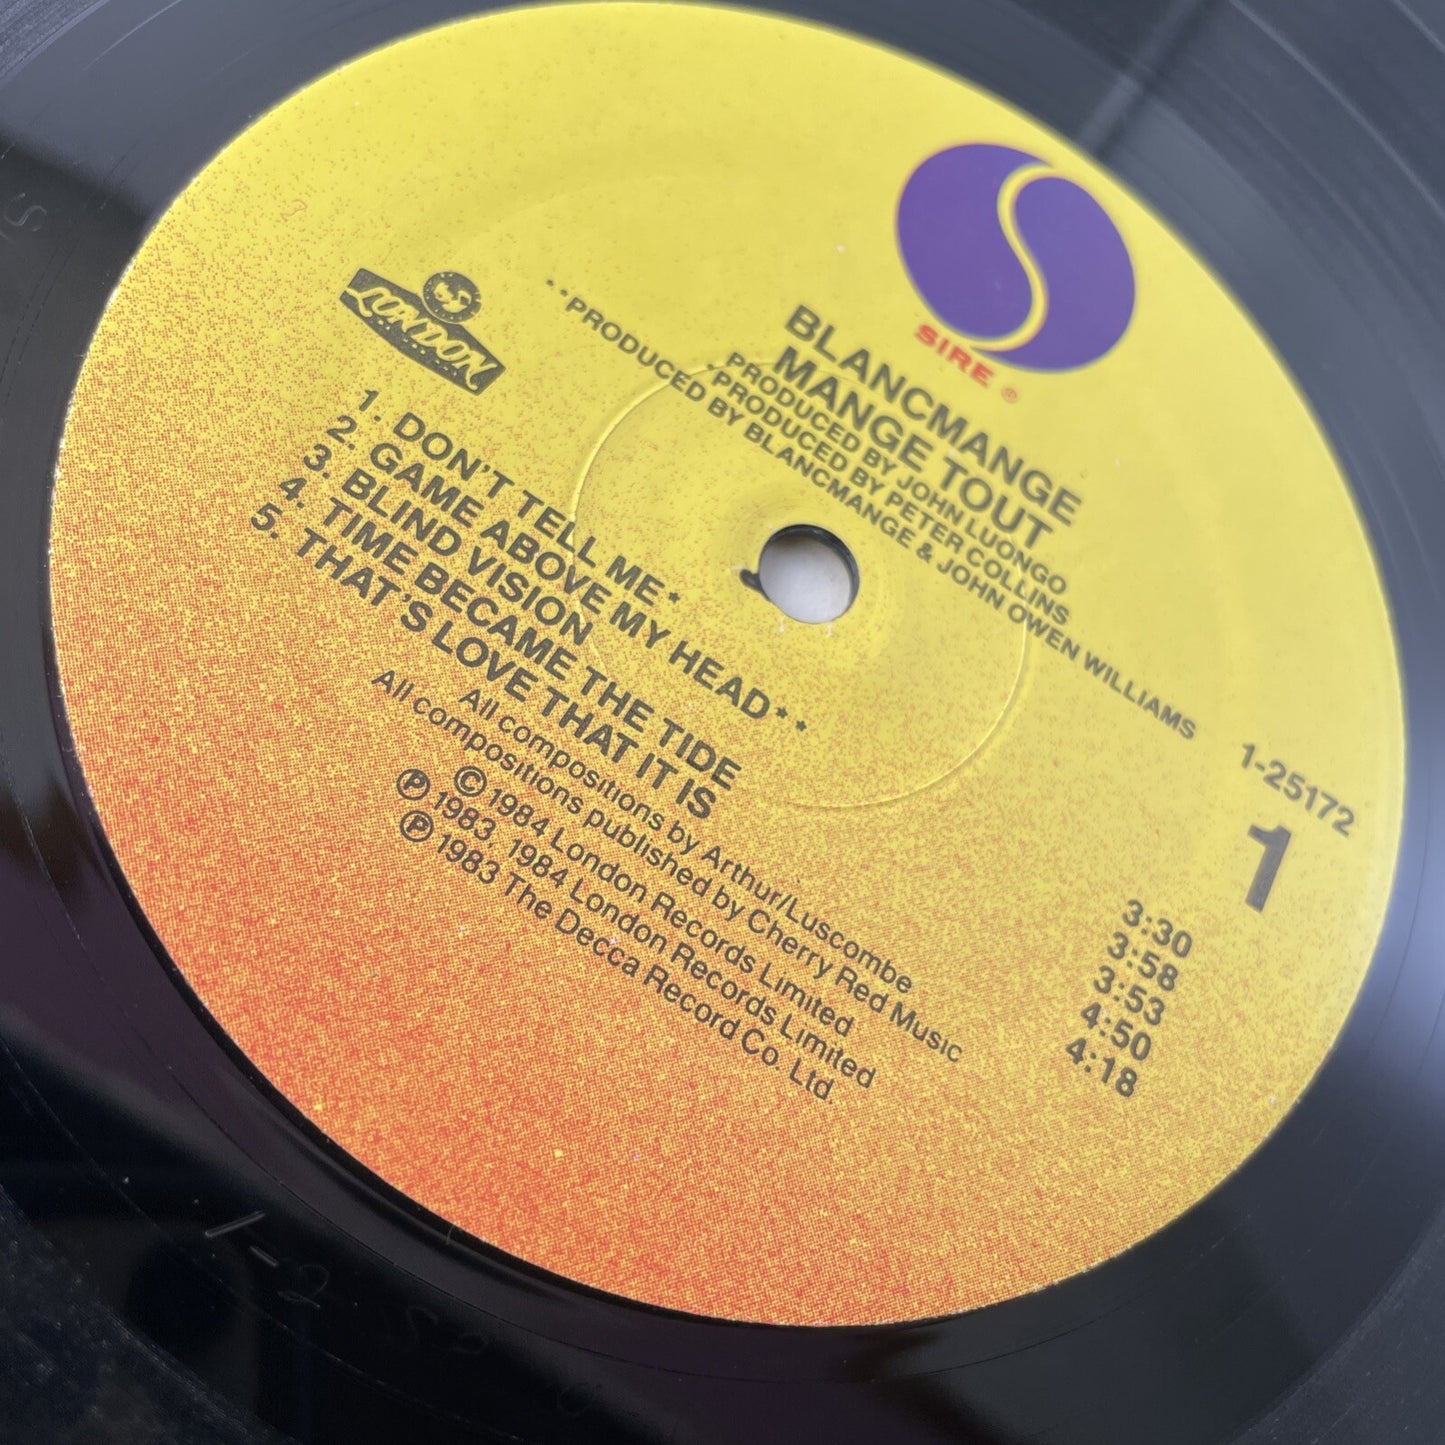 SIRE ®
LONDON
BLANCMANGE
MANGE TOUT
PRODUCED BY JOHN LUONGO
*PRODUCED BY PETER COLLINS
**PRODUCED BY BLANCMANGE & JOHN OWEN WILLIAMS
1-25172
1
1. DON'T TELL ME* 3:30
2. GAME ABOVE MY HEAD** 3:58
3. BLIND VISION 3:53
4. TIME BECAME THE TIDE 4:50
5. THAT'S LOVE THAT IT IS 4:18
All compositions by Arthur/Luscombe
All compositions published by Cherry Red Music
© 1984 London Records Limited
℗ 1983, 1984 London Records Limited
℗ 1983 The Decca Record Co. Ltd